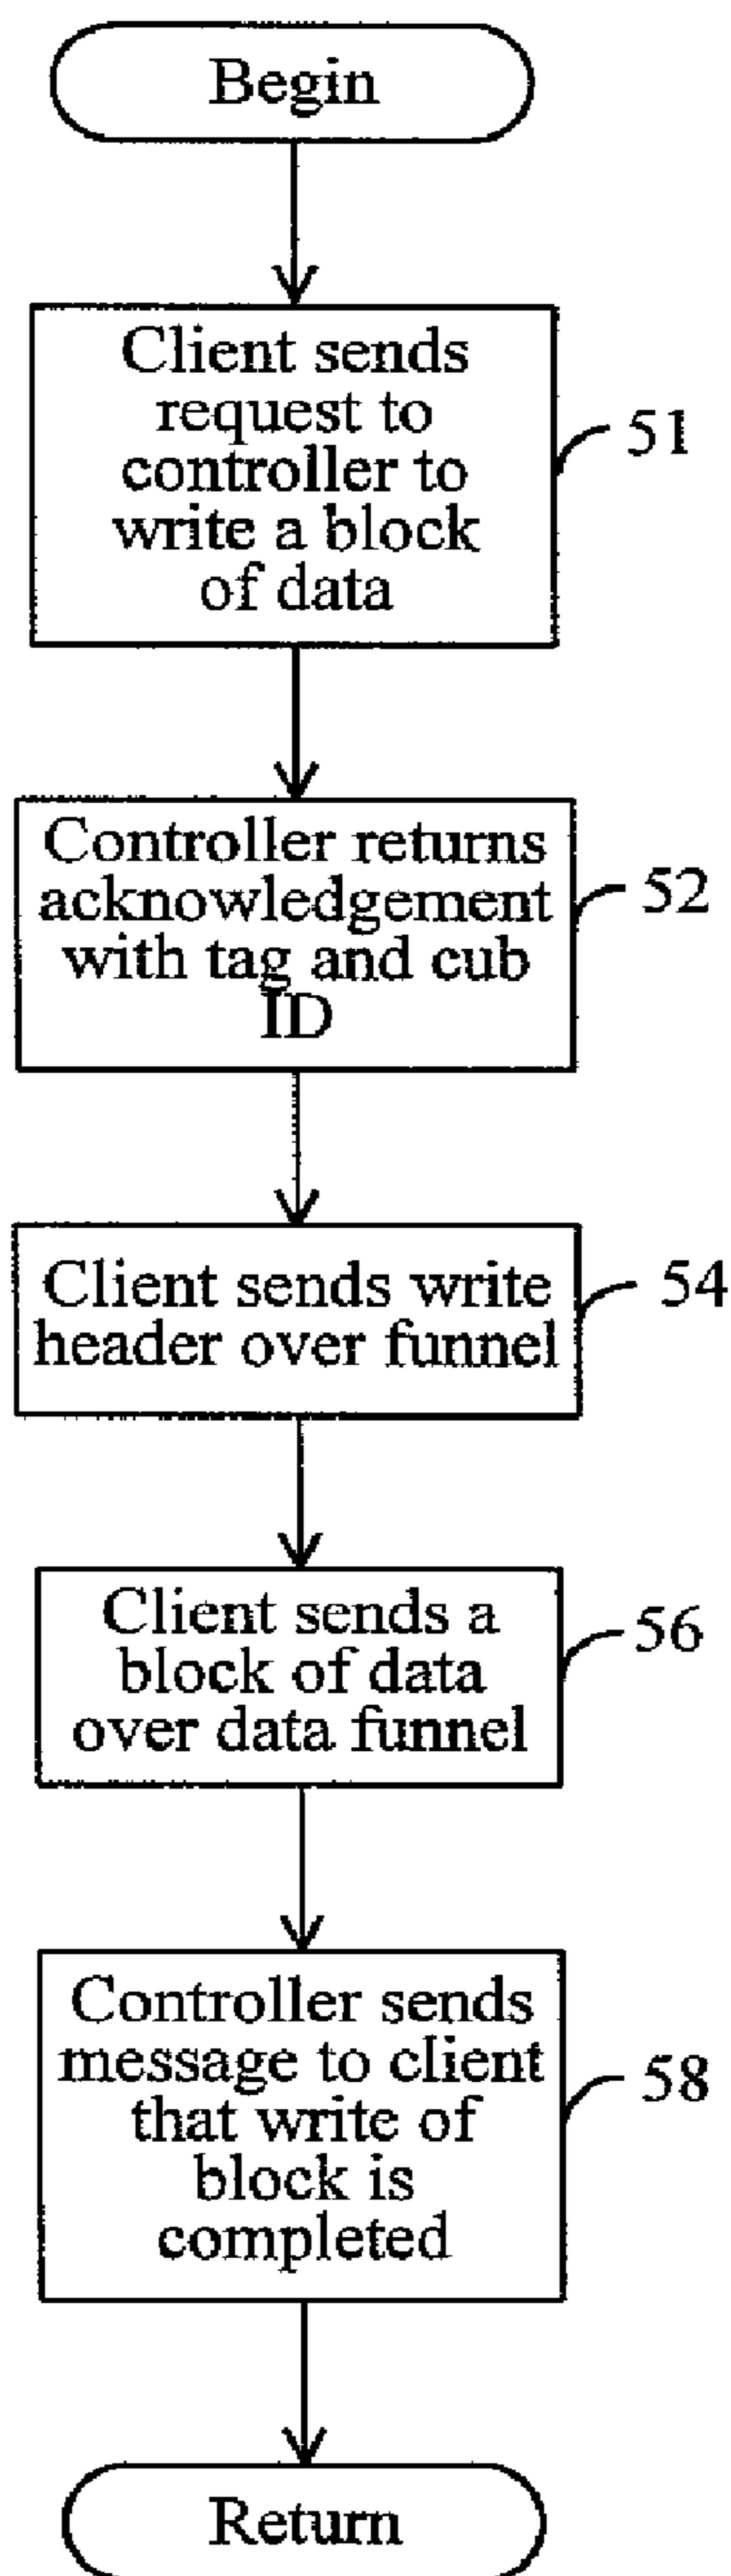 Begin
Client sends
request to
controller to
write a block
of data
51
Controller returns
acknowledgement
with tag and cub
ID
52
Client sends write
header over funnel
54
Client sends a
block of data
over data funnel
56
Controller sends
message to client
that write of
block is
completed
58
Return